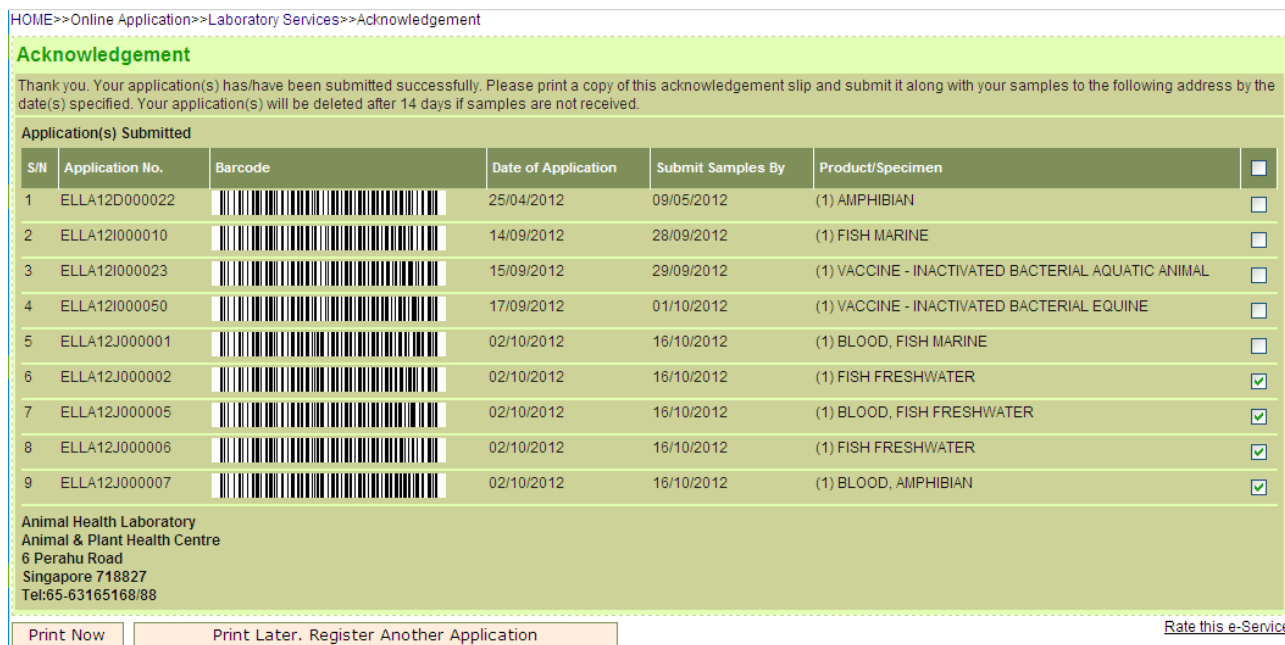 HOME>>Online Application>>Laboratory Services>>Acknowledgement
Acknowledgement
Thank you. Your application(s) has/have been submitted successfully. Please print a copy of this acknowledgement slip and submit it along with your samples to the following address by the
date(s) specified. Your application(s) will be deleted after 14 days if samples are not received.
Application(s) Submitted
S/N Application No. Barcode Date of Application Submit Samples By Product/Specimen
1 ELLA12D000022 25/04/2012 09/05/2012 (1) AMPHIBIAN
2 ELLA12I000010 14/09/2012 28/09/2012 (1) FISH MARINE
3 ELLA12I000023 15/09/2012 29/09/2012 (1) VACCINE - INACTIVATED BACTERIAL AQUATIC ANIMAL
4 ELLA12I000050 17/09/2012 01/10/2012 (1) VACCINE - INACTIVATED BACTERIAL EQUINE
5 ELLA12J000001 02/10/2012 16/10/2012 (1) BLOOD, FISH MARINE
6 ELLA12J000002 02/10/2012 16/10/2012 (1) FISH FRESHWATER
7 ELLA12J000005 02/10/2012 16/10/2012 (1) BLOOD, FISH FRESHWATER
8 ELLA12J000006 02/10/2012 16/10/2012 (1) FISH FRESHWATER
9 ELLA12J000007 02/10/2012 16/10/2012 (1) BLOOD, AMPHIBIAN
Animal Health Laboratory
Animal & Plant Health Centre
6 Perahu Road
Singapore 718827
Tel:65-63165168/88
Print Now Print Later. Register Another Application Rate this e-Service